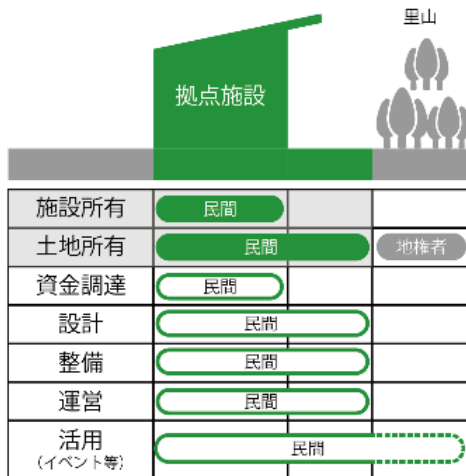 里山
拠点施設
施設所有 民間
土地所有 民間 地権者
資金調達 民間
設計 民間
整備 民間
運営 民間
活用 民間
(イベント等)